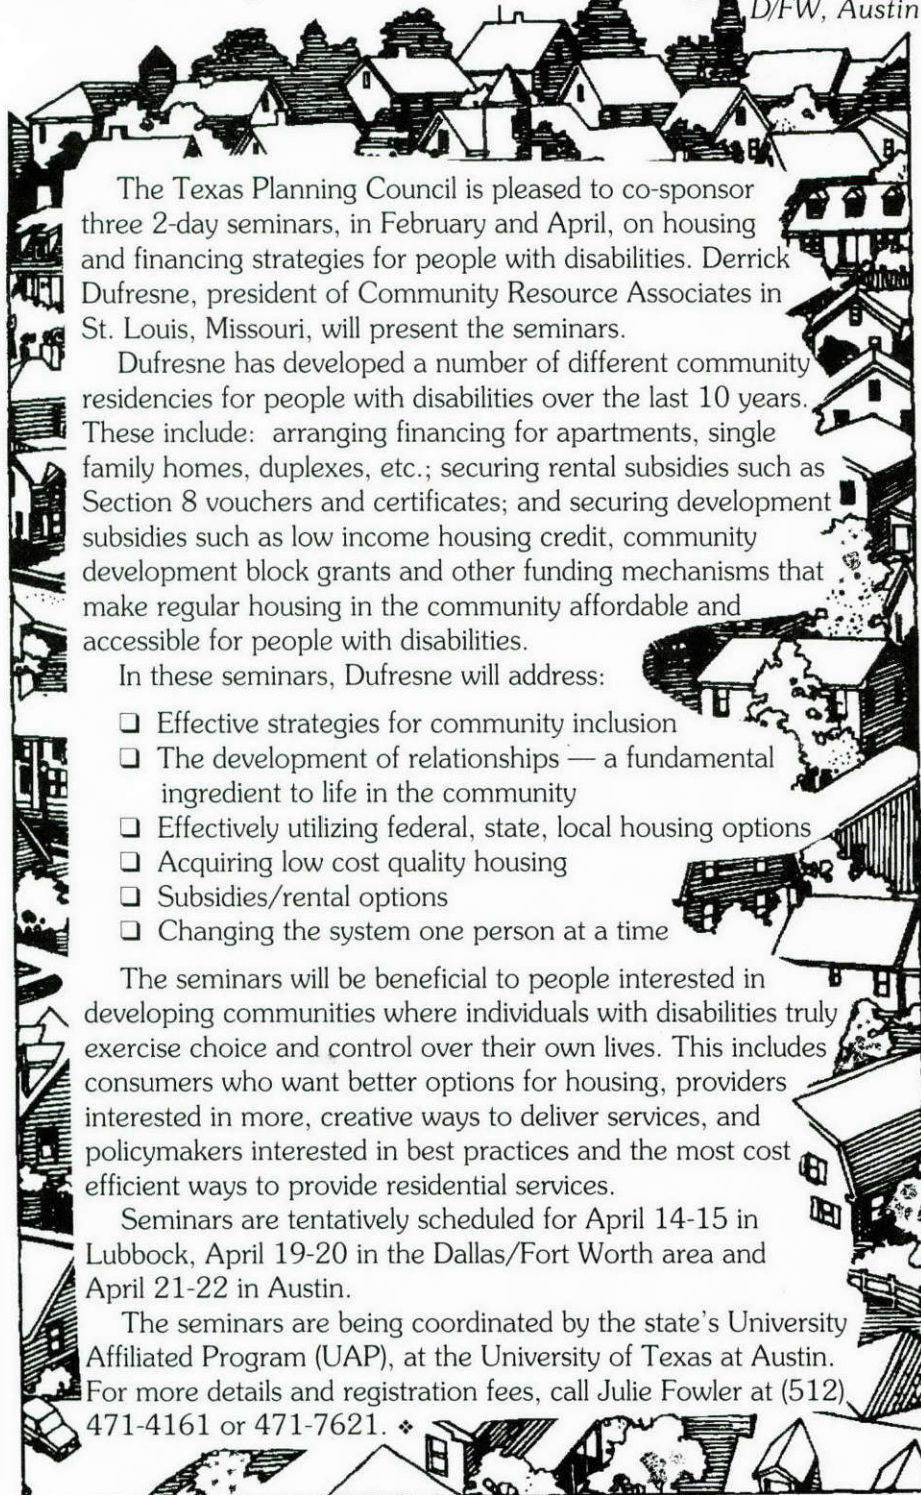 D/FW, Austin
The Texas Planning Council is pleased to co-sponsor
three 2-day seminars, in February and April, on housing
and financing strategies for people with disabilities. Derrick
Dufresne, president of Community Resource Associates in
St. Louis, Missouri, will present the seminars.
Dufresne has developed a number of different community
residencies for people with disabilities over the last 10 years.
These include: arranging financing for apartments, single
family homes, duplexes, etc.; securing rental subsidies such as
Section 8 vouchers and certificates; and securing development
subsidies such as low income housing credit, community
development block grants and other funding mechanisms that
make regular housing in the community affordable and
accessible for people with disabilities.
In these seminars, Dufresne will address:
❑ Effective strategies for community inclusion
❑ The development of relationships — a fundamental
ingredient to life in the community
❑ Effectively utilizing federal, state, local housing options
❑ Acquiring low cost quality housing
❑ Subsidies/rental options
❑ Changing the system one person at a time
The seminars will be beneficial to people interested in
developing communities where individuals with disabilities truly
exercise choice and control over their own lives. This includes
consumers who want better options for housing, providers
interested in more, creative ways to deliver services, and
policymakers interested in best practices and the most cost
efficient ways to provide residential services.
Seminars are tentatively scheduled for April 14-15 in
Lubbock, April 19-20 in the Dallas/Fort Worth area and
April 21-22 in Austin.
The seminars are being coordinated by the state's University
Affiliated Program (UAP), at the University of Texas at Austin.
For more details and registration fees, call Julie Fowler at (512)
471-4161 or 471-7621. ❖